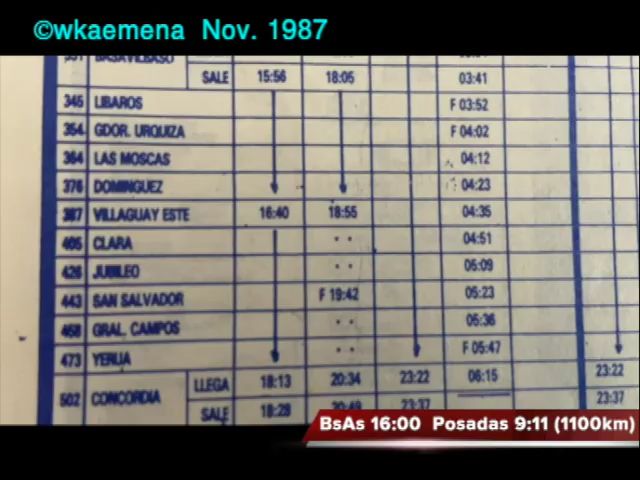 ©wkaemena Nov. 1987
BASAVILBASO
SALE 15:56 18:05 03:41
345 LIBAROS F 03:52
354 GDOR. URQUIZA F 04:02
364 LAS MOSCAS 04:12
376 DOMINGUEZ 04:23
387 VILLAGUAY ESTE 16:40 18:55 04:35
405 CLARA 04:51
426 JUBILEO 05:09
443 SAN SALVADOR F 19:42 05:23
458 GRAL. CAMPOS 05:36
473 YERUA F 05:47
502 CONCORDIA LLEGA 18:13 20:34 23:22 06:15 23:22
SALE 18:28 20:49 23:37 23:37
BsAs 16:00 Posadas 9:11 (1100km)